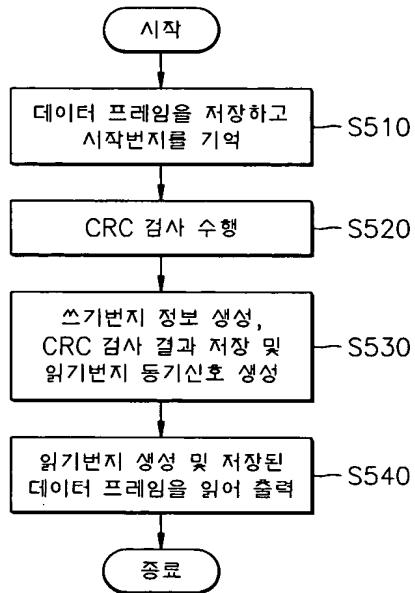 시작
데이터 프레임을 저장하고
시작번지를 기억
S510
CRC 검사 수행
S520
쓰기번지 정보 생성,
CRC 검사 결과 저장 및
읽기번지 동기신호 생성
S530
읽기번지 생성 및 저장된
데이터 프레임을 읽어 출력
S540
종료